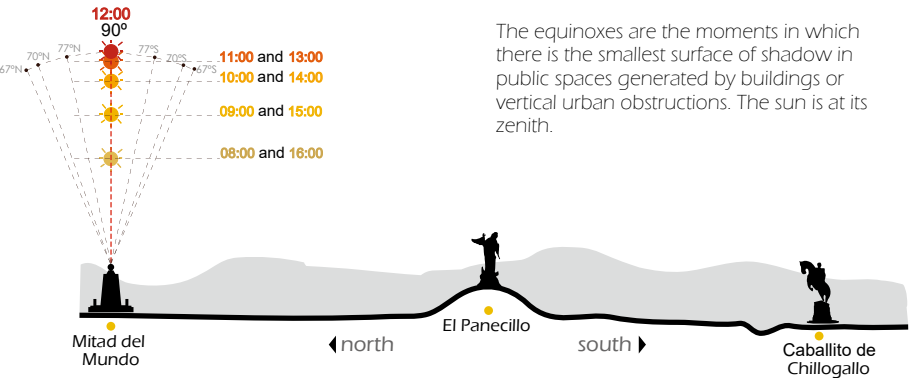 12:00
90º
77ºN
77ºS
70ºN
70ºS
67ºN
67ºS
11:00 and 13:00
10:00 and 14:00
09:00 and 15:00
08:00 and 16:00
The equinoxes are the moments in which
there is the smallest surface of shadow in
public spaces generated by buildings or
vertical urban obstructions. The sun is at its
zenith.
Mitad del
Mundo
El Panecillo
north
south
Caballito de
Chillogallo